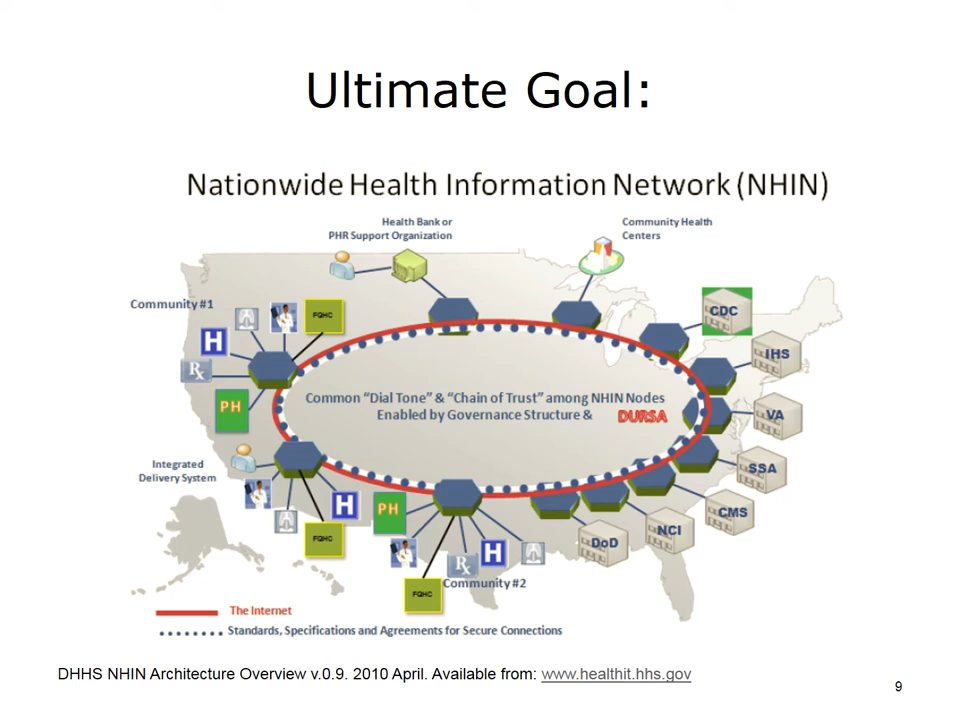 Ultimate Goal:
Nationwide Health Information Network (NHIN)
Health Bank or
PHR Support Organization
Community Health
Centers
Community #1
FQHC
H
Rx
PH
CDC
IHS
VA
SSA
CMS
NCI
DoD
Common “Dial Tone” & “Chain of Trust” among NHIN Nodes
Enabled by Governance Structure & DURSA
Integrated
Delivery System
H
FQHC
PH
Rx
H
FQHC
Community #2
The Internet
Standards, Specifications and Agreements for Secure Connections
DHHS NHIN Architecture Overview v.0.9. 2010 April. Available from: www.healthit.hhs.gov
9